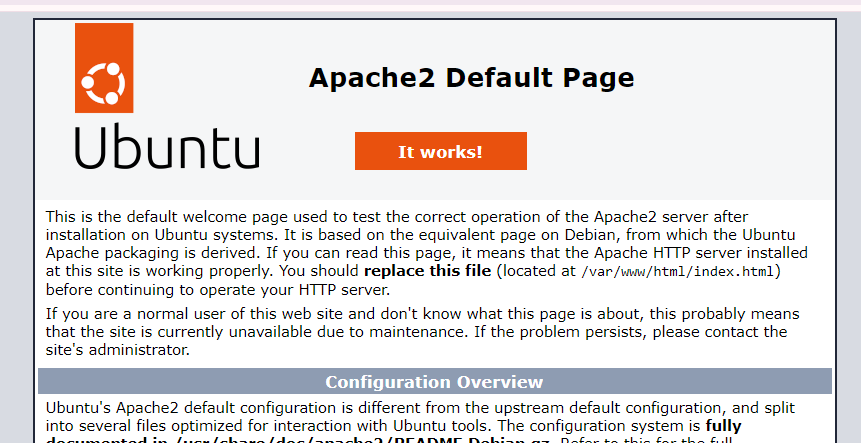 Ubuntu
Apache2 Default Page
It works!
This is the default welcome page used to test the correct operation of the Apache2 server after
installation on Ubuntu systems. It is based on the equivalent page on Debian, from which the Ubuntu
Apache packaging is derived. If you can read this page, it means that the Apache HTTP server installed
at this site is working properly. You should replace this file (located at /var/www/html/index.html)
before continuing to operate your HTTP server.
If you are a normal user of this web site and don't know what this page is about, this probably means
that the site is currently unavailable due to maintenance. If the problem persists, please contact the
site's administrator.
Configuration Overview
Ubuntu's Apache2 default configuration is different from the upstream default configuration, and split
into several files optimized for interaction with Ubuntu tools. The configuration system is fully
documented in /usr/share/doc/apache2/README.Debian.gz. Refer to this for the full